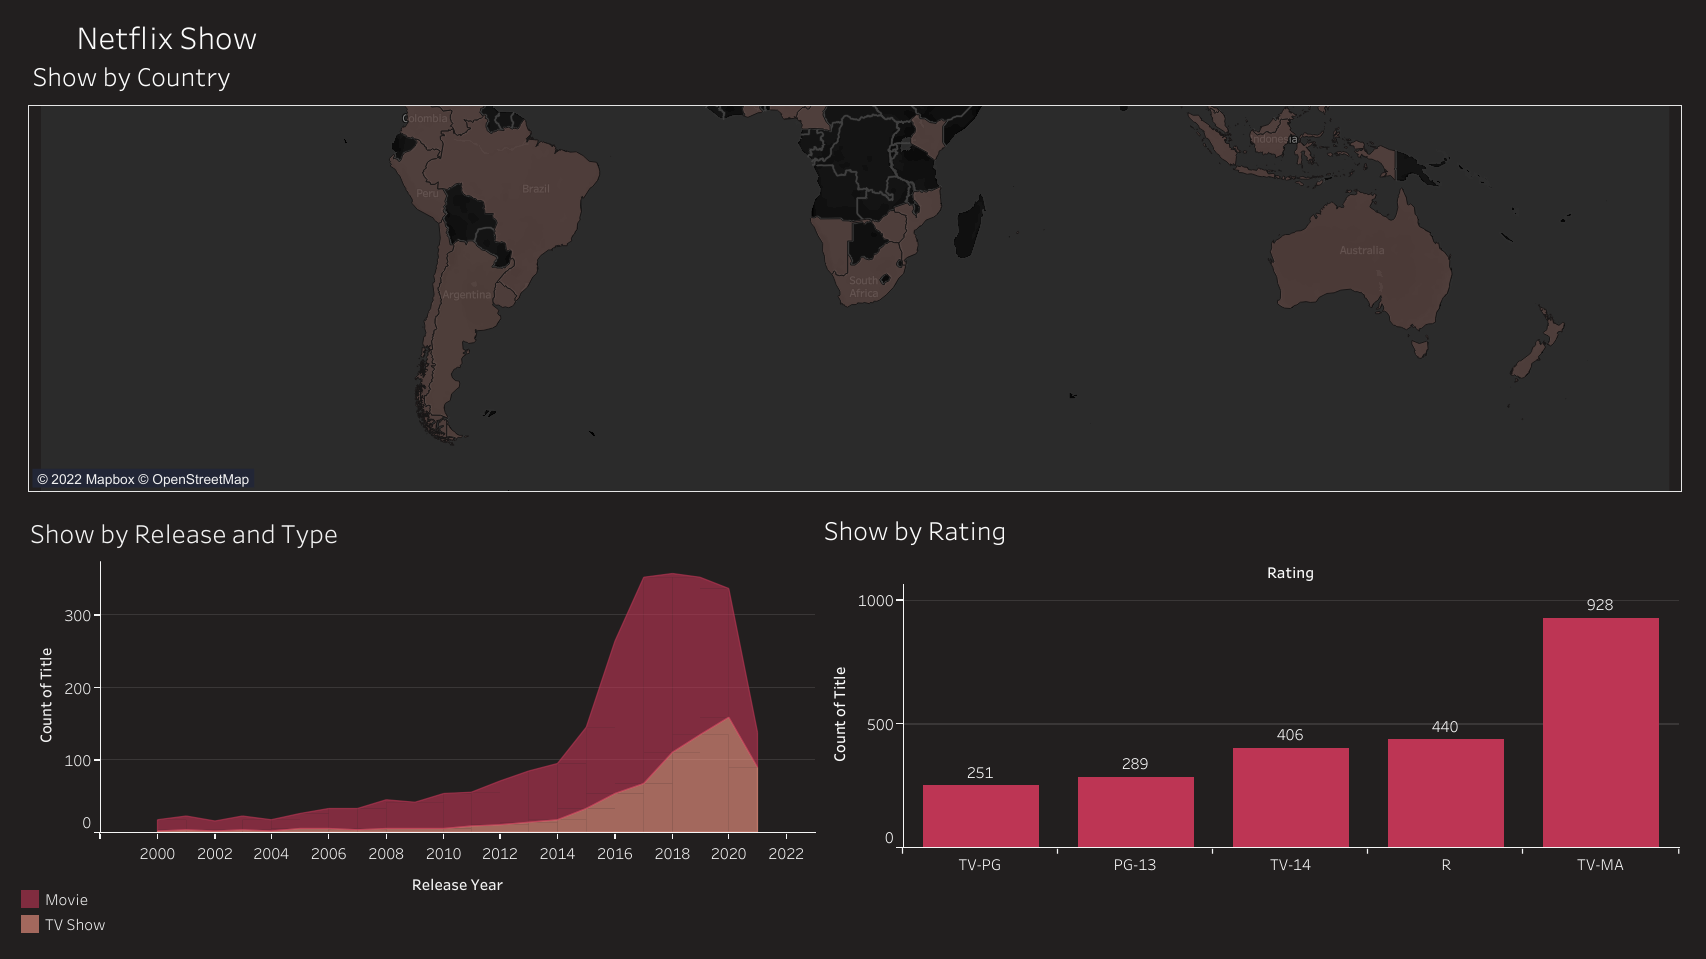 Netflix Show
Show by Country
Colombia
Indonesia
Peru
Brazil
Australia
Argentina
South
Africa
© 2022 Mapbox © OpenStreetMap
Show by Release and Type
Count of Title
300
200
100
0
2000 2002 2004 2006 2008 2010 2012 2014 2016 2018 2020 2022
Release Year
Movie
TV Show
Show by Rating
Rating
Count of Title
1000
500
0
251 289 406 440 928
TV-PG PG-13 TV-14 R TV-MA